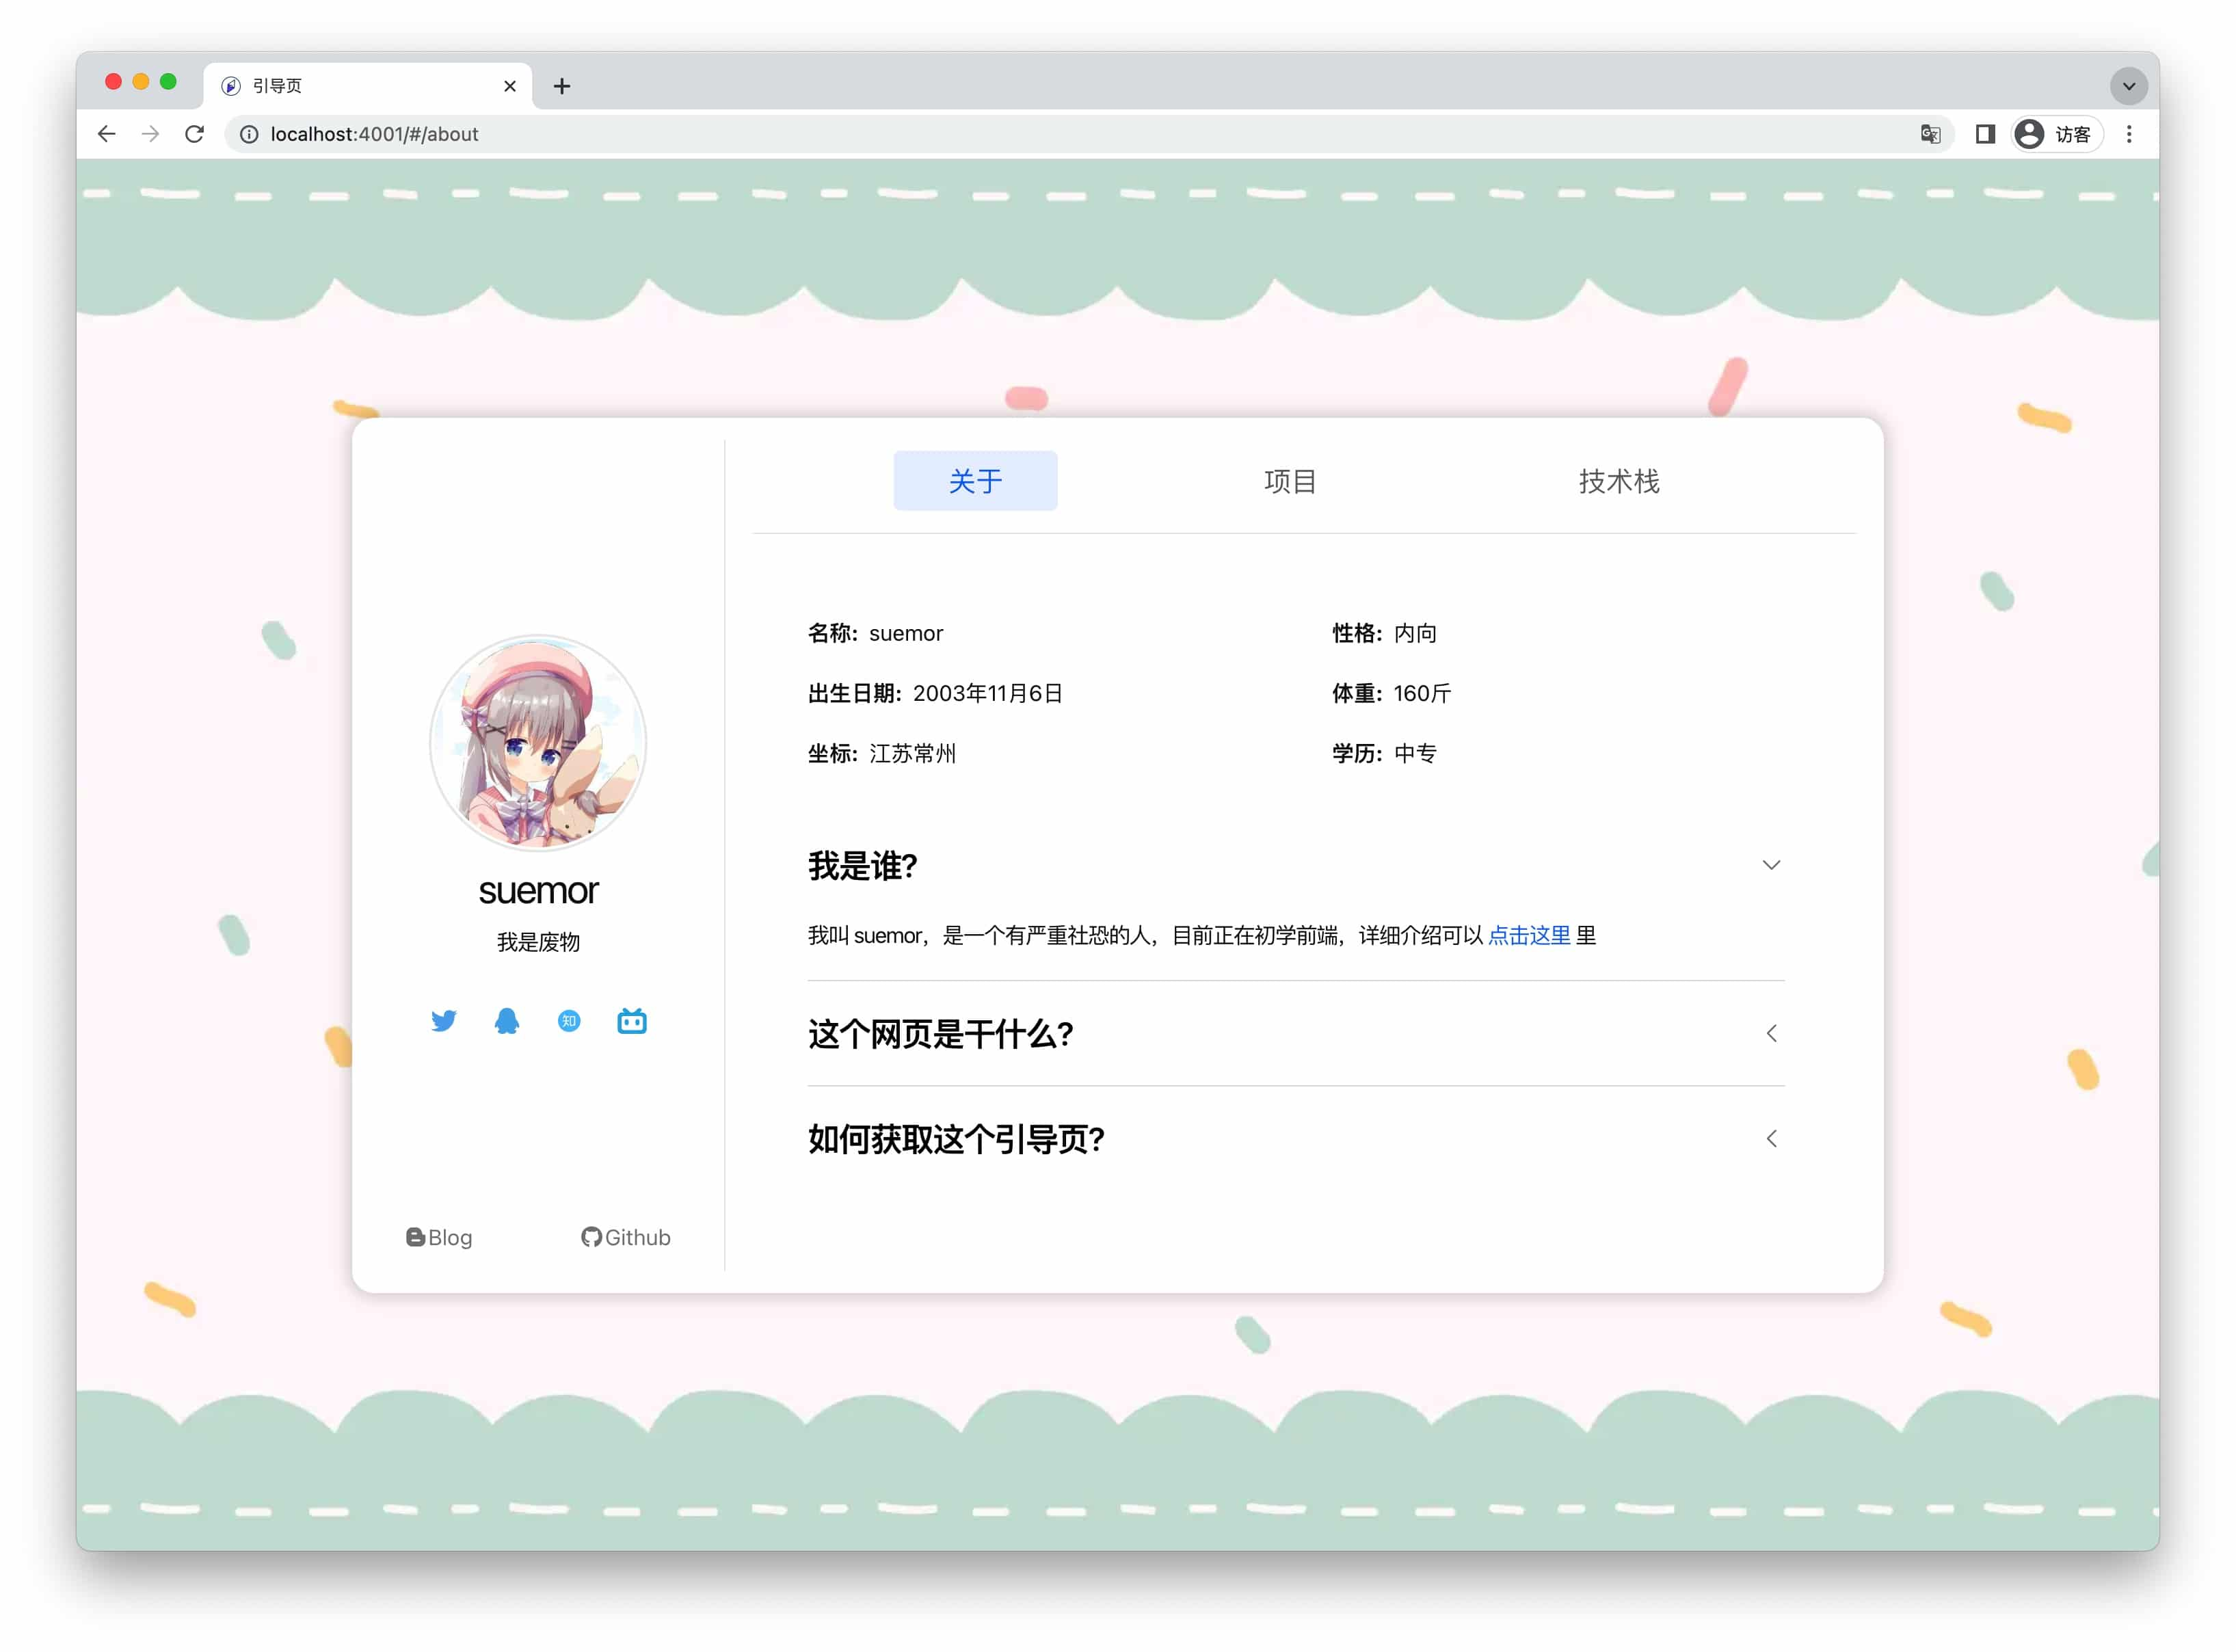 引导页
localhost:4001/#/about
访客
关于
项目
技术栈
名称: suemor
性格: 内向
出生日期: 2003年11月6日
体重: 160斤
坐标: 江苏常州
学历: 中专
suemor
我是废物
知
Blog
Github
我是谁?
我叫 suemor，是一个有严重社恐的人，目前正在初学前端，详细介绍可以 点击这里 里
这个网页是干什么?
如何获取这个引导页?